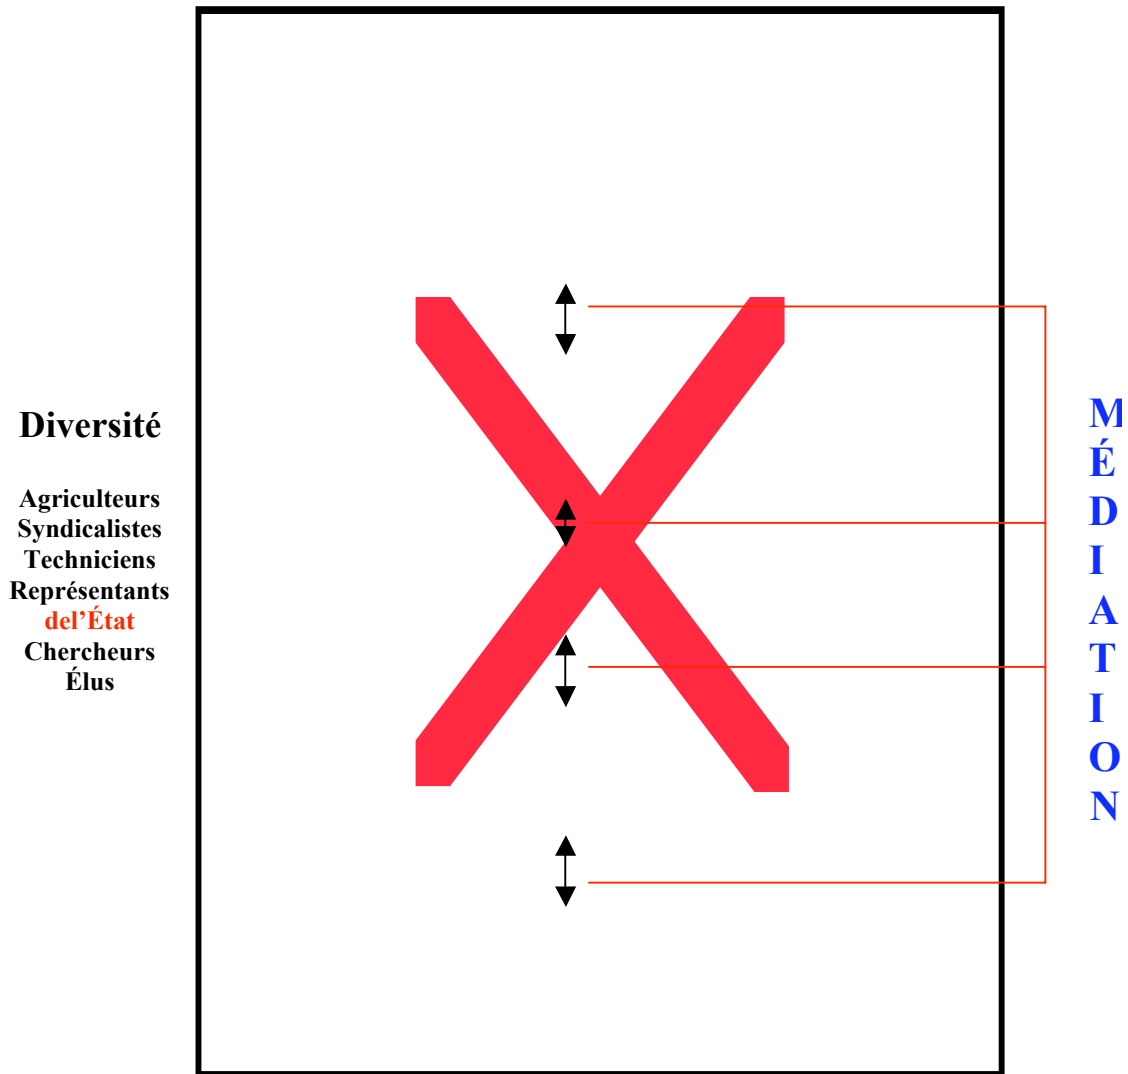 Diversité
Agriculteurs
Syndicalistes
Techniciens
Représentants
del’État
Chercheurs
Élus
M
É
D
I
A
T
I
O
N